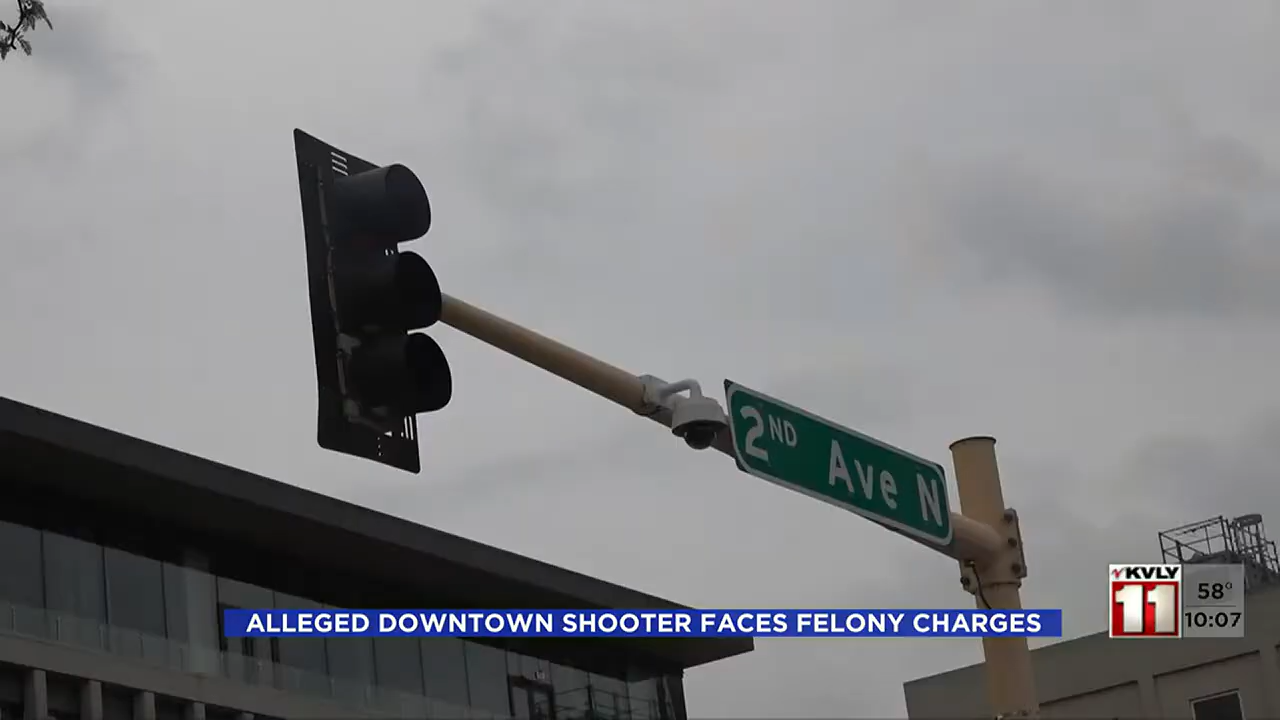 2ND Ave N
ALLEGED DOWNTOWN SHOOTER FACES FELONY CHARGES
KVLY
11
58°
10:07